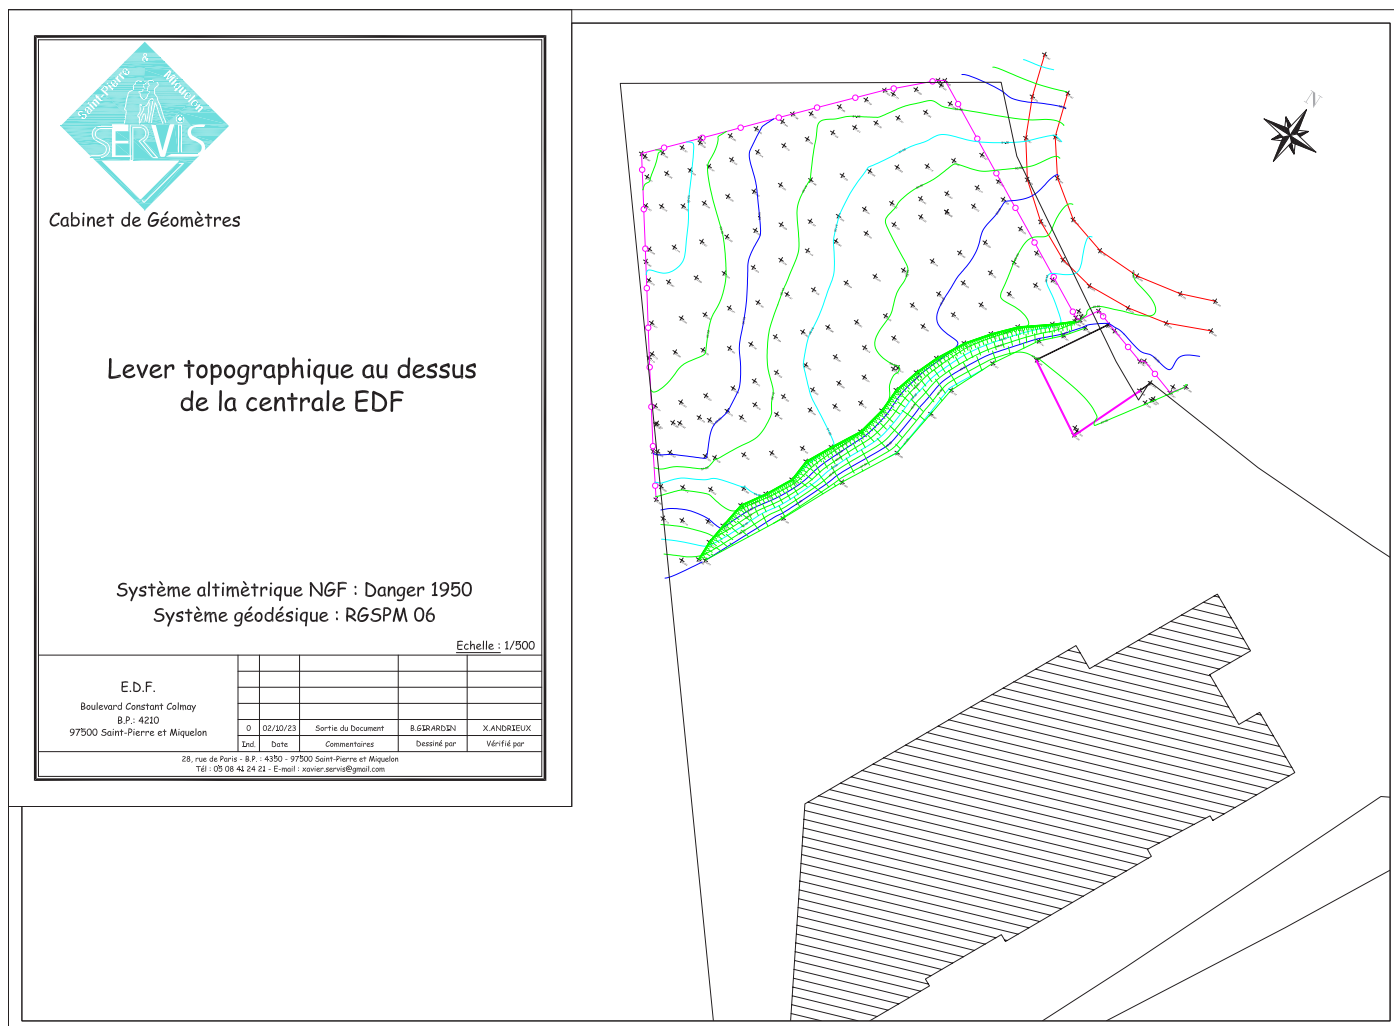 Saint-Pierre & Miquelon
SERVIS
Cabinet de Géomètres
N
Lever topographique au dessus
de la centrale EDF
Système altimètrique NGF : Danger 1950
Système géodésique : RGSPM 06
Echelle : 1/500
E.D.F.
Boulevard Constant Colmay
B.P.: 4210
97500 Saint-Pierre et Miquelon
0 02/10/23 Sortie du Document B.GIRARDIN X.ANDRIEUX
Ind. Date Commentaires Dessiné par Vérifié par
28, rue de Paris - B.P. : 4350 - 97500 Saint-Pierre et Miquelon
Tél : 05 08 41 24 21 - E-mail : xavier.servis@gmail.com